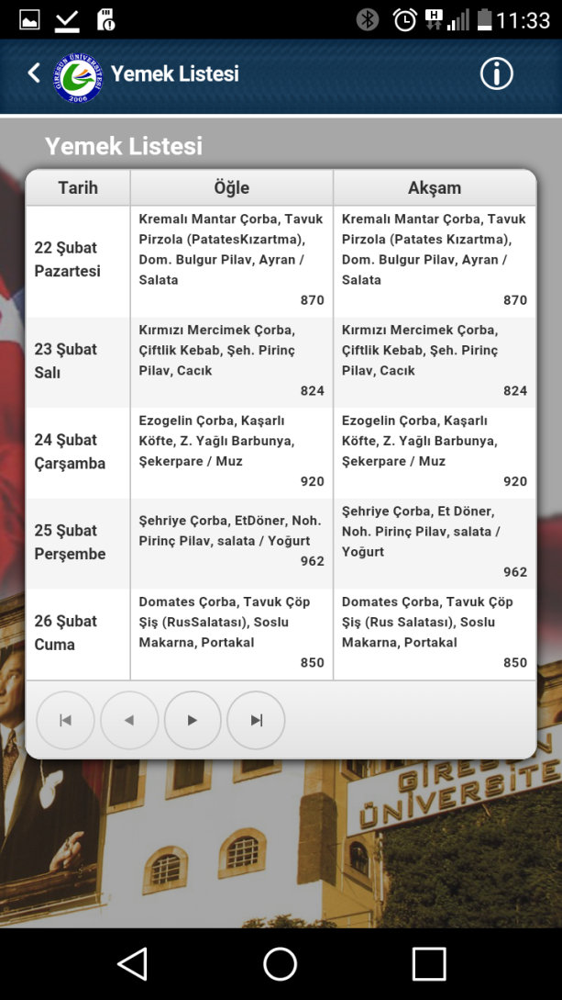 H
11:33
GİRESUN ÜNİVERSİTESİ
2006
Yemek Listesi
Yemek Listesi
Tarih
Öğle
Akşam
22 Şubat
Pazartesi
Kremalı Mantar Çorba, Tavuk
Pirzola (PatatesKızartma),
Dom. Bulgur Pilav, Ayran /
Salata
870
Kremalı Mantar Çorba, Tavuk
Pirzola (Patates Kızartma),
Dom. Bulgur Pilav, Ayran /
Salata
870
23 Şubat
Salı
Kırmızı Mercimek Çorba,
Çiftlik Kebab, Şeh. Pirinç
Pilav, Cacık
824
Kırmızı Mercimek Çorba,
Çiftlik Kebab, Şeh. Pirinç
Pilav, Cacık
824
24 Şubat
Çarşamba
Ezogelin Çorba, Kaşarlı
Köfte, Z. Yağlı Barbunya,
Şekerpare / Muz
920
Ezogelin Çorba, Kaşarlı
Köfte, Z. Yağlı Barbunya,
Şekerpare / Muz
920
25 Şubat
Perşembe
Şehriye Çorba, EtDöner, Noh.
Pirinç Pilav, salata / Yoğurt
962
Şehriye Çorba, Et Döner,
Noh. Pirinç Pilav, salata /
Yoğurt
962
26 Şubat
Cuma
Domates Çorba, Tavuk Çöp
Şiş (RusSalatası), Soslu
Makarna, Portakal
850
Domates Çorba, Tavuk Çöp
Şiş (Rus Salatası), Soslu
Makarna, Portakal
850
GİRESUN
ÜNİVERSİTE